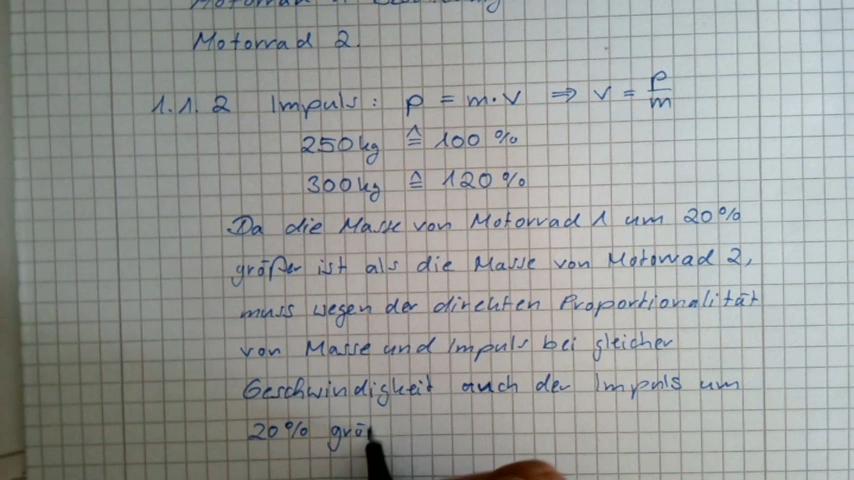 Motorrad 2.
1.1.2 Impuls: p = m·v ⇒ v = p/m
250kg ≙ 100%
300kg ≙ 120%
Da die Masse von Motorrad 1 um 20%
größer ist als die Masse von Motorrad 2,
muss wegen der direkten Proportionalität
von Masse und Impuls bei gleicher
Geschwindigkeit auch der Impuls um
20% grö